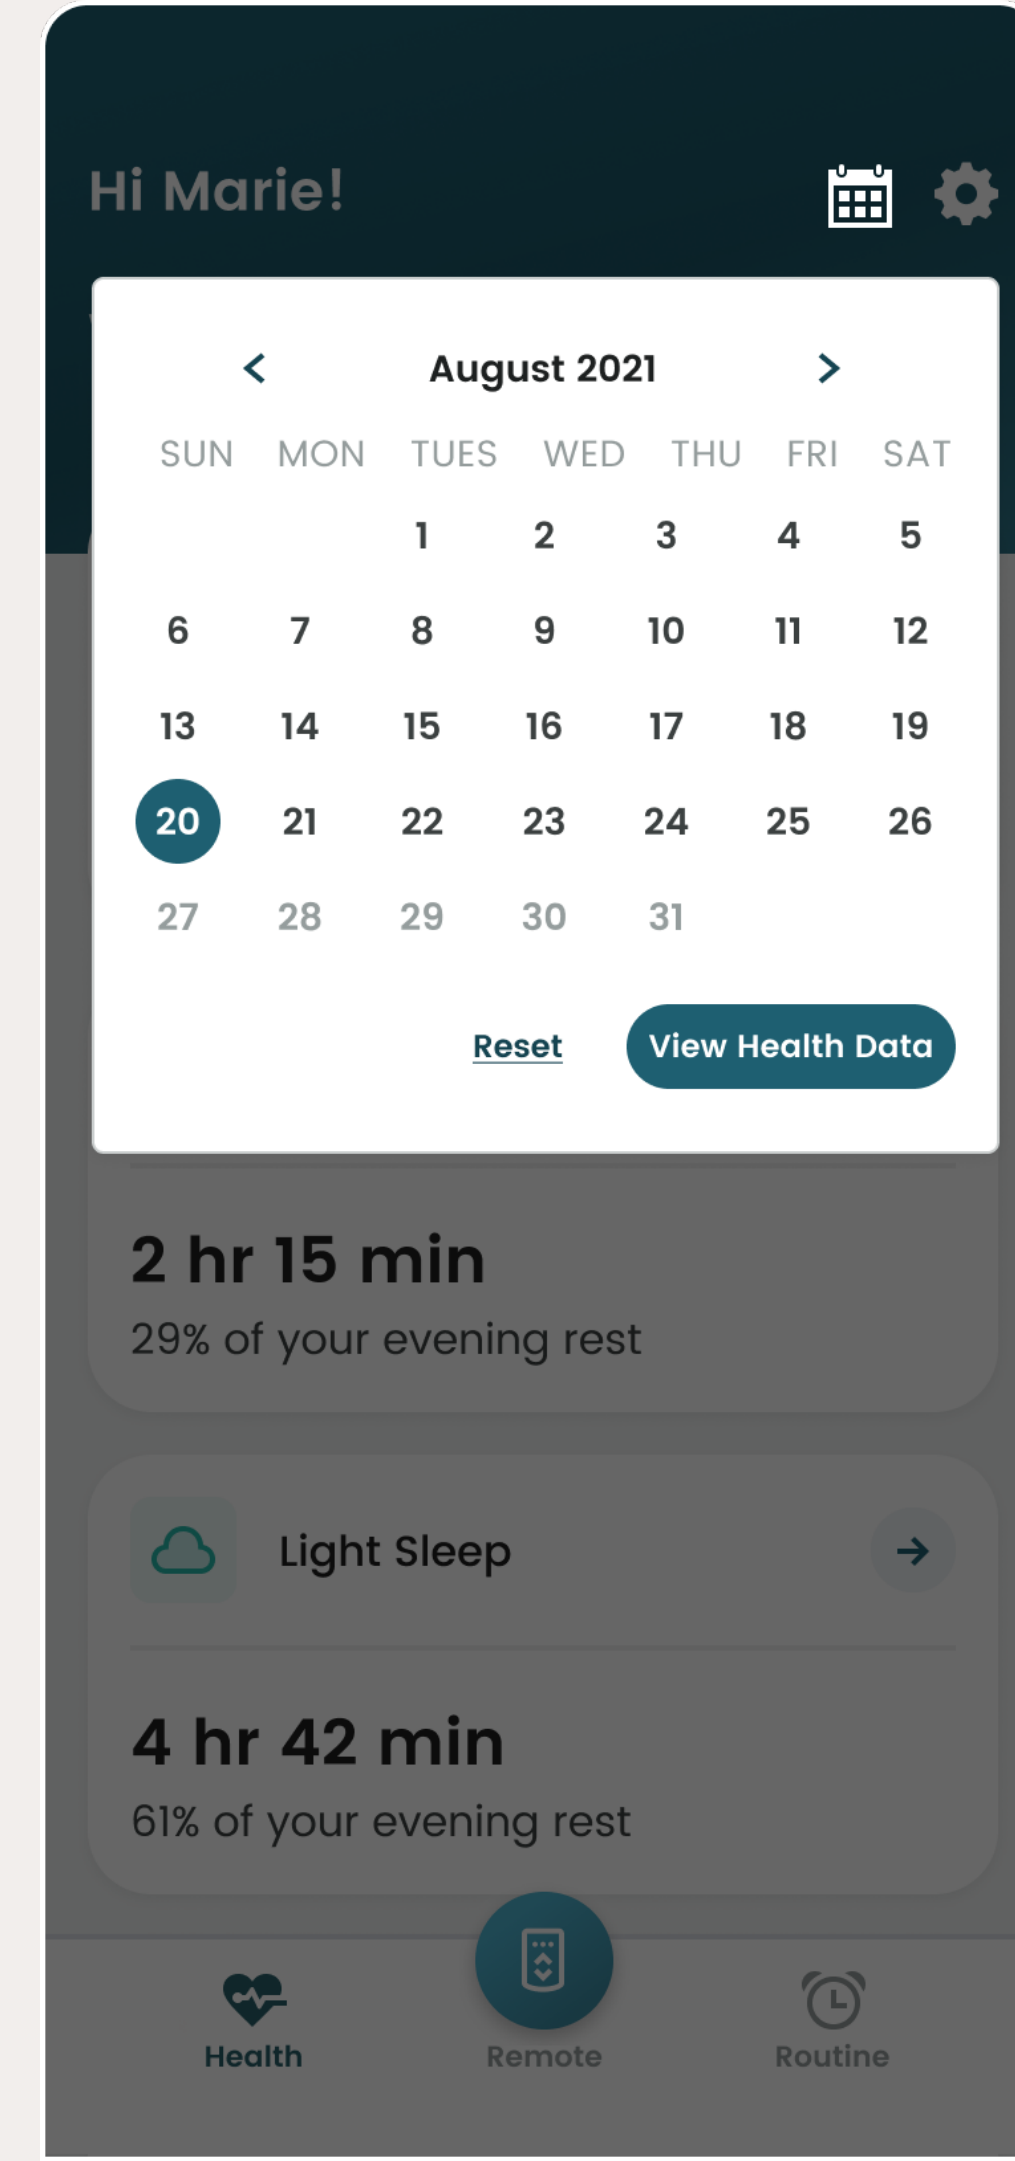 Hi Marie!
< August 2021 >
SUN MON TUES WED THU FRI SAT
1 2 3 4 5
6 7 8 9 10 11 12
13 14 15 16 17 18 19
20 21 22 23 24 25 26
27 28 29 30 31
Reset View Health Data
2 hr 15 min
29% of your evening rest
Light Sleep
4 hr 42 min
61% of your evening rest
Health Remote Routine